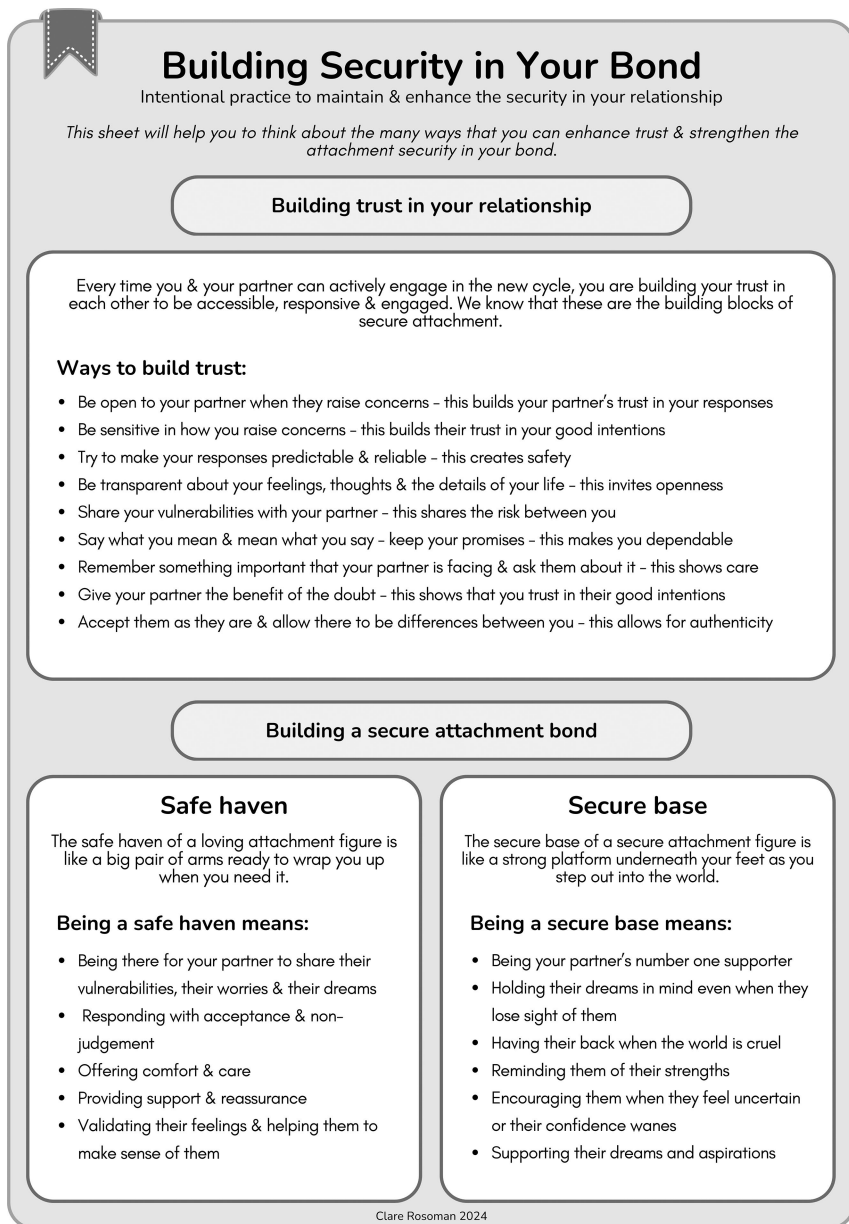 Building Security in Your Bond
Intentional practice to maintain & enhance the security in your relationship
This sheet will help you to think about the many ways that you can enhance trust & strengthen the
attachment security in your bond.
Building trust in your relationship
Every time you & your partner can actively engage in the new cycle, you are building your trust in
each other to be accessible, responsive & engaged. We know that these are the building blocks of
secure attachment.
Ways to build trust:
• Be open to your partner when they raise concerns - this builds your partner's trust in your responses
• Be sensitive in how you raise concerns - this builds their trust in your good intentions
• Try to make your responses predictable & reliable - this creates safety
• Be transparent about your feelings, thoughts & the details of your life - this invites openness
• Share your vulnerabilities with your partner - this shares the risk between you
• Say what you mean & mean what you say - keep your promises - this makes you dependable
• Remember something important that your partner is facing & ask them about it - this shows care
• Give your partner the benefit of the doubt - this shows that you trust in their good intentions
• Accept them as they are & allow there to be differences between you - this allows for authenticity
Building a secure attachment bond
Safe haven
The safe haven of a loving attachment figure is
like a big pair of arms ready to wrap you up
when you need it.
Being a safe haven means:
• Being there for your partner to share their
vulnerabilities, their worries & their dreams
• Responding with acceptance & non-
judgement
• Offering comfort & care
• Providing support & reassurance
• Validating their feelings & helping them to
make sense of them
Secure base
The secure base of a secure attachment figure is
like a strong platform underneath your feet as you
step out into the world.
Being a secure base means:
• Being your partner's number one supporter
• Holding their dreams in mind even when they
lose sight of them
• Having their back when the world is cruel
• Reminding them of their strengths
• Encouraging them when they feel uncertain
or their confidence wanes
• Supporting their dreams and aspirations
Clare Rosoman 2024